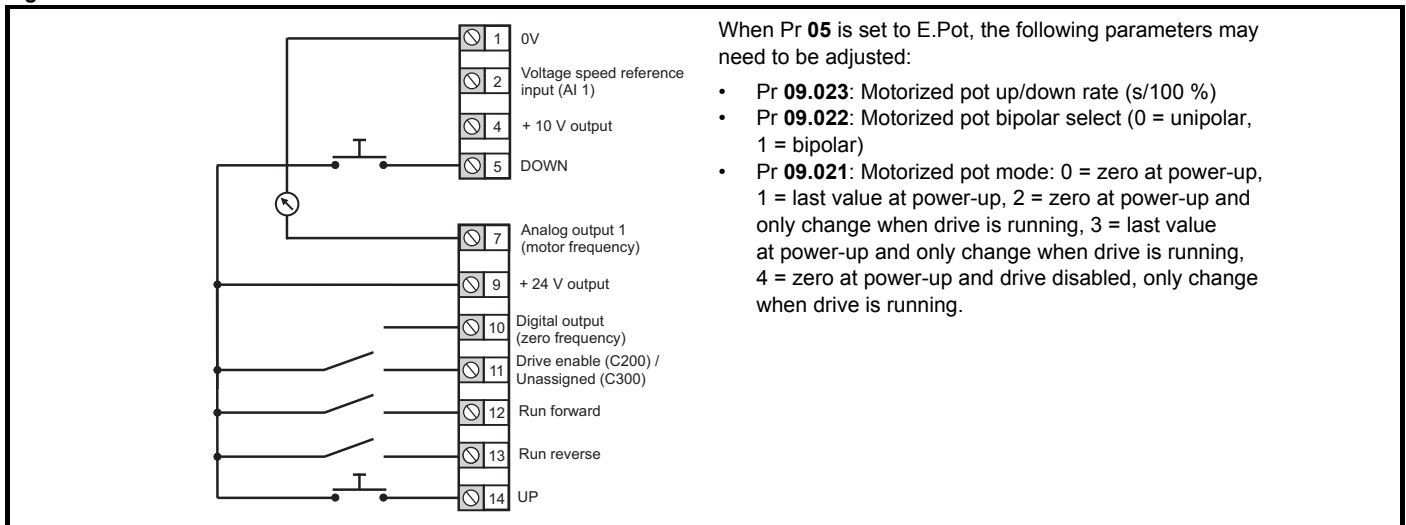 1 0V
2 Voltage speed reference
input (AI 1)
4 + 10 V output
5 DOWN
7 Analog output 1
(motor frequency)
9 + 24 V output
10 Digital output
(zero frequency)
11 Drive enable (C200) /
Unassigned (C300)
12 Run forward
13 Run reverse
14 UP
When Pr 05 is set to E.Pot, the following parameters may
need to be adjusted:
• Pr 09.023: Motorized pot up/down rate (s/100 %)
• Pr 09.022: Motorized pot bipolar select (0 = unipolar,
1 = bipolar)
• Pr 09.021: Motorized pot mode: 0 = zero at power-up,
1 = last value at power-up, 2 = zero at power-up and
only change when drive is running, 3 = last value
at power-up and only change when drive is running,
4 = zero at power-up and drive disabled, only change
when drive is running.